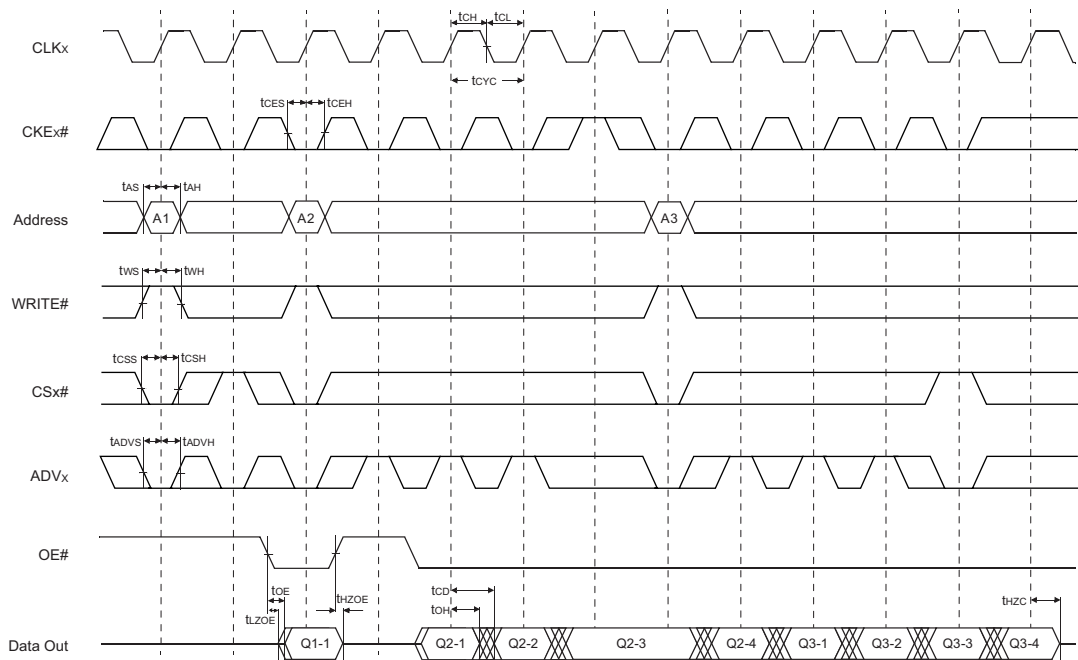 tCH tCL
CLKx
tCYC
tCES tCEH
CKEx#
tAS tAH
Address A1 A2 A3
tWS tWH
WRITE#
tCSS tCSH
CSx#
tADVS tADVH
ADVx
OE#
tOE tHZOE tCD tHZC
tLZOE tOH
Data Out Q1-1 Q2-1 Q2-2 Q2-3 Q2-4 Q3-1 Q3-2 Q3-3 Q3-4